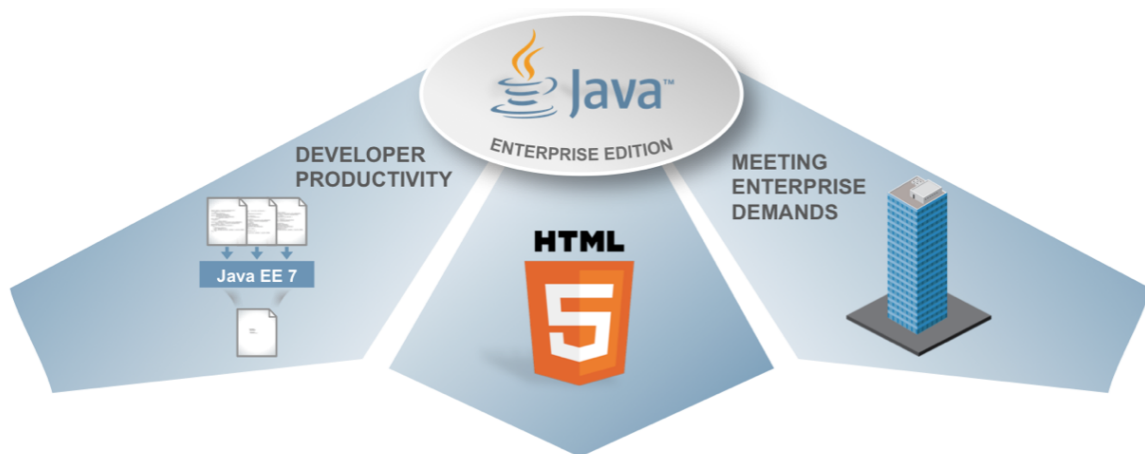 Java™
ENTERPRISE EDITION
DEVELOPER
PRODUCTIVITY
Java EE 7
HTML
5
MEETING
ENTERPRISE
DEMANDS